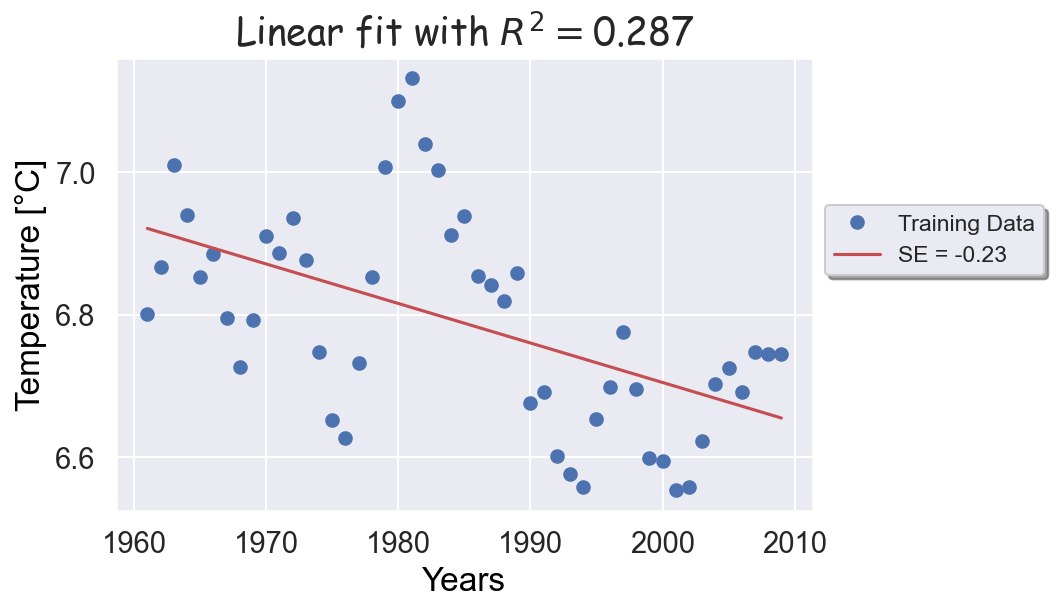 Linear fit with R² = 0.287
Temperature [°C]
7.0
6.8
6.6
1960 1970 1980 1990 2000 2010
Years
Training Data
SE = -0.23